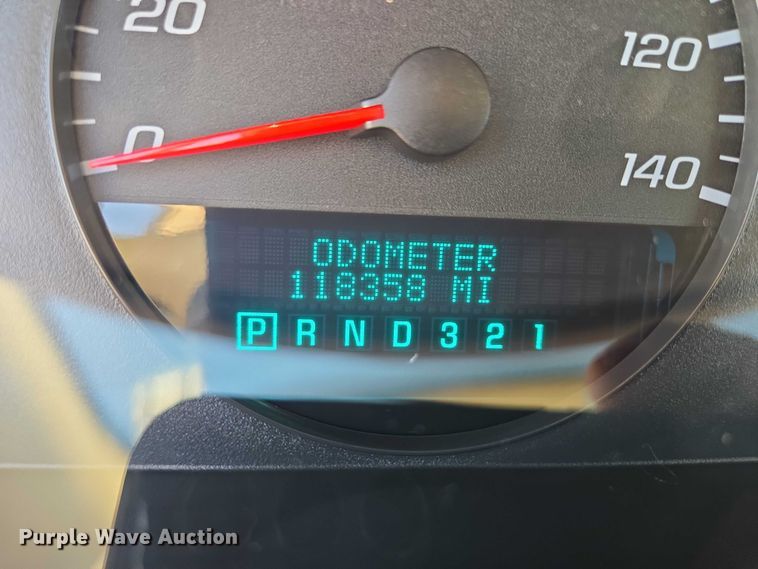 20
120
0
140
ODOMETER
118358 MI
P R N D 3 2 1
Purple Wave Auction